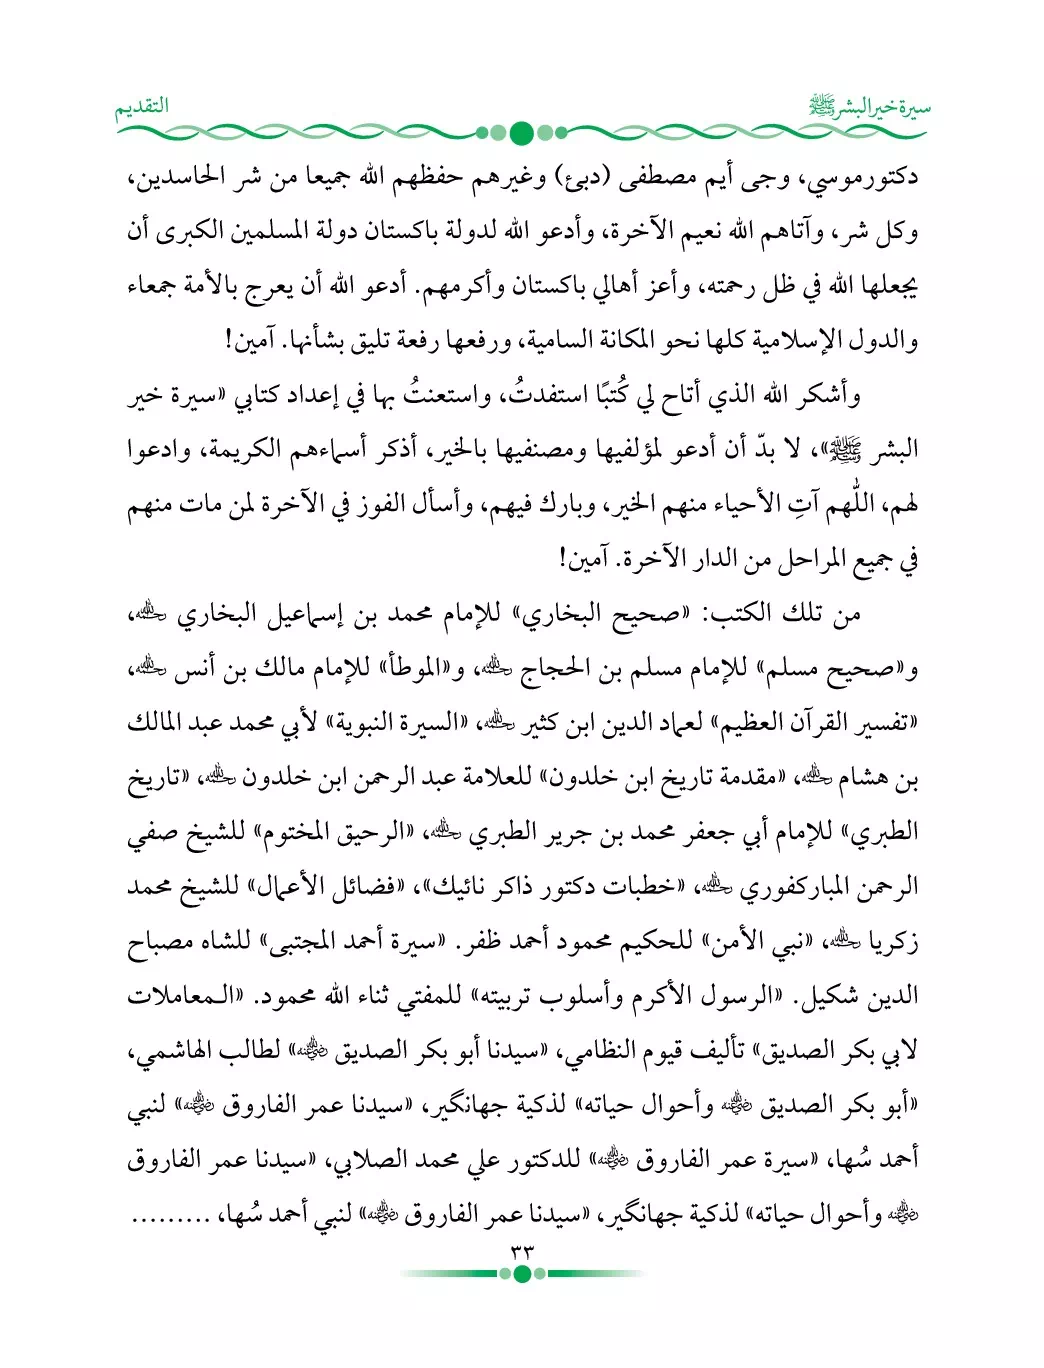 سيرة خير البشر ﷺ
التقديم
دكتورموسي، وجى أيم مصطفى (دبئ) وغيرهم حفظهم الله جميعا من شر الحاسدين،
وكل شر، وآتاهم الله نعيم الآخرة، وأدعو الله لدولة باكستان دولة المسلمين الكبرى أن
يجعلها الله في ظل رحمته، وأعز أهالي باكستان وأكرمهم. أدعو الله أن يعرج بالأمة جمعاء
والدول الإسلامية كلها نحو المكانة السامية، ورفعها رفعة تليق بشأنها. آمين!
وأشكر الله الذي أتاح لي كُتبًا استفدتُ، واستعنتُ بها في إعداد كتابي «سيرة خير
البشر ﷺ»، لا بدّ أن أدعو لمؤلفيها ومصنفيها بالخير، أذكر أسماءهم الكريمة، وادعوا
لهم، اللّٰهم آتِ الأحياء منهم الخير، وبارك فيهم، وأسأل الفوز في الآخرة لمن مات منهم
في جميع المراحل من الدار الآخرة. آمين!
من تلك الكتب: «صحيح البخاري» للإمام محمد بن إسماعيل البخاري رحمه الله،
و«صحيح مسلم» للإمام مسلم بن الحجاج رحمه الله، و«الموطأ» للإمام مالك بن أنس رحمه الله،
«تفسير القرآن العظيم» لعماد الدين ابن كثير رحمه الله، «السيرة النبوية» لأبي محمد عبد المالك
بن هشام رحمه الله، «مقدمة تاريخ ابن خلدون» للعلامة عبد الرحمن ابن خلدون رحمه الله، «تاريخ
الطبري» للإمام أبي جعفر محمد بن جرير الطبري رحمه الله، «الرحيق المختوم» للشيخ صفي
الرحمن المباركفوري رحمه الله، «خطبات دكتور ذاكر نائيك»، «فضائل الأعمال» للشيخ محمد
زكريا رحمه الله، «نبي الأمن» للحكيم محمود أحمد ظفر. «سيرة أحمد المجتبى» للشاه مصباح
الدين شكيل. «الرسول الأكرم وأسلوب تربيته» للمفتي ثناء الله محمود. «الـمعاملات
لابي بكر الصديق» تأليف قيوم النظامي، «سيدنا أبو بكر الصديق رضي الله عنه» لطالب الهاشمي،
«أبو بكر الصديق رضي الله عنه وأحوال حياته» لذكية جهانگير، «سيدنا عمر الفاروق رضي الله عنه» لنبي
أحمد سُها، «سيرة عمر الفاروق رضي الله عنه» للدكتور علي محمد الصلابي، «سيدنا عمر الفاروق
رضي الله عنه وأحوال حياته» لذكية جهانگير، «سيدنا عمر الفاروق رضي الله عنه» لنبي أحمد سُها، .........
٣٣